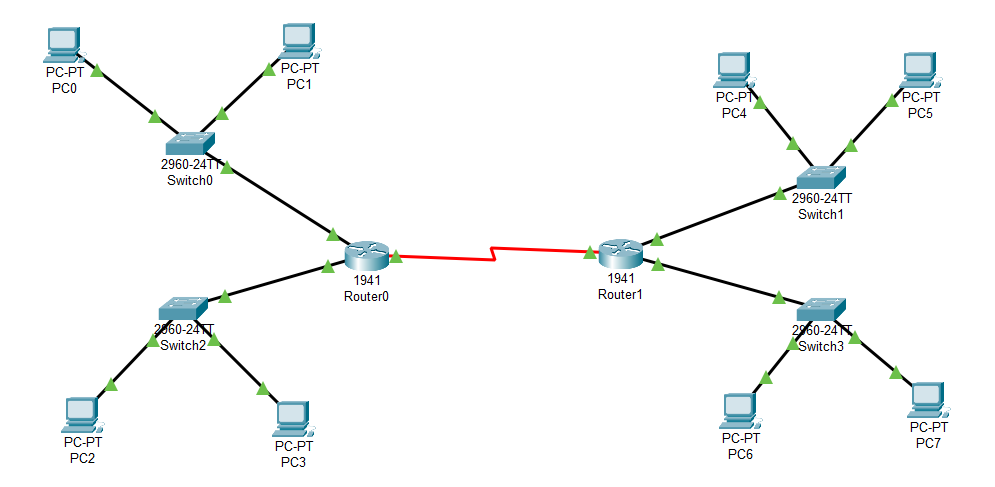 PC-PT
PC0
PC-PT
PC1
PC-PT
PC4
PC-PT
PC5
2960-24TT
Switch0
2960-24TT
Switch1
1941
Router0
1941
Router1
2960-24TT
Switch2
2960-24TT
Switch3
PC-PT
PC2
PC-PT
PC3
PC-PT
PC6
PC-PT
PC7